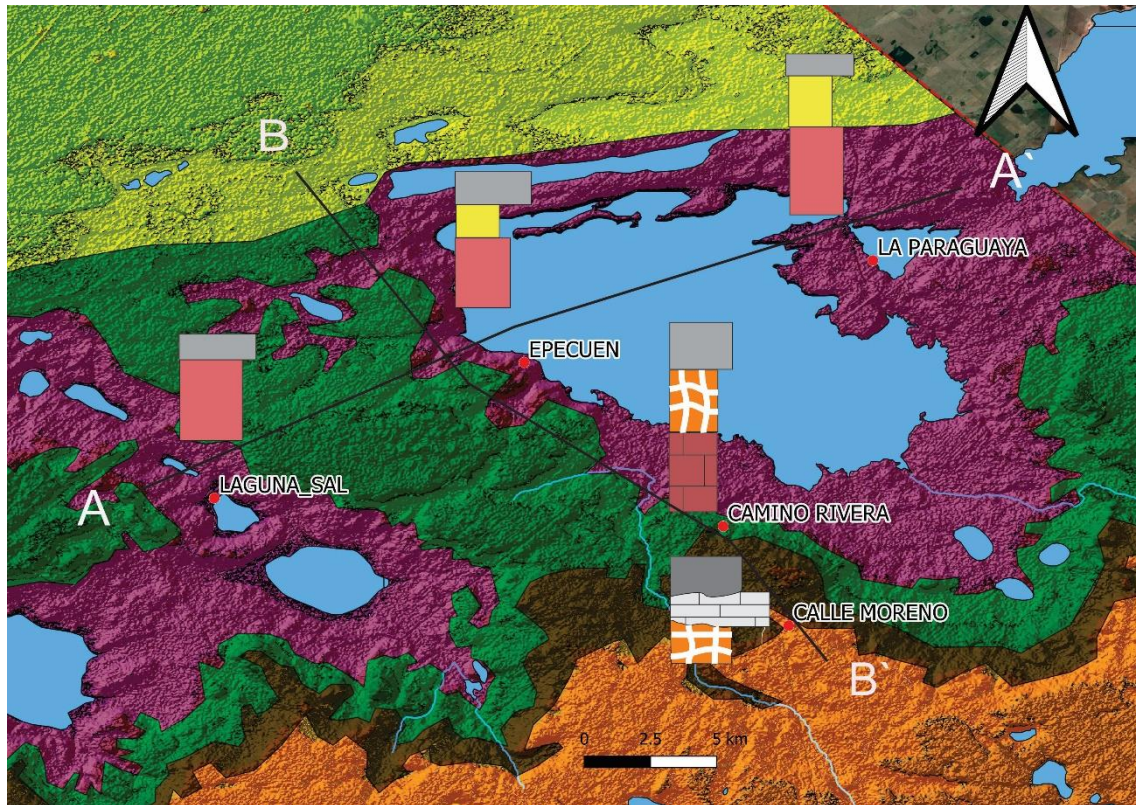 B
A`
LA PARAGUAYA
EPECUEN
LAGUNA_SAL
A
CAMINO RIVERA
CALLE MORENO
B`
0 2.5 5 km